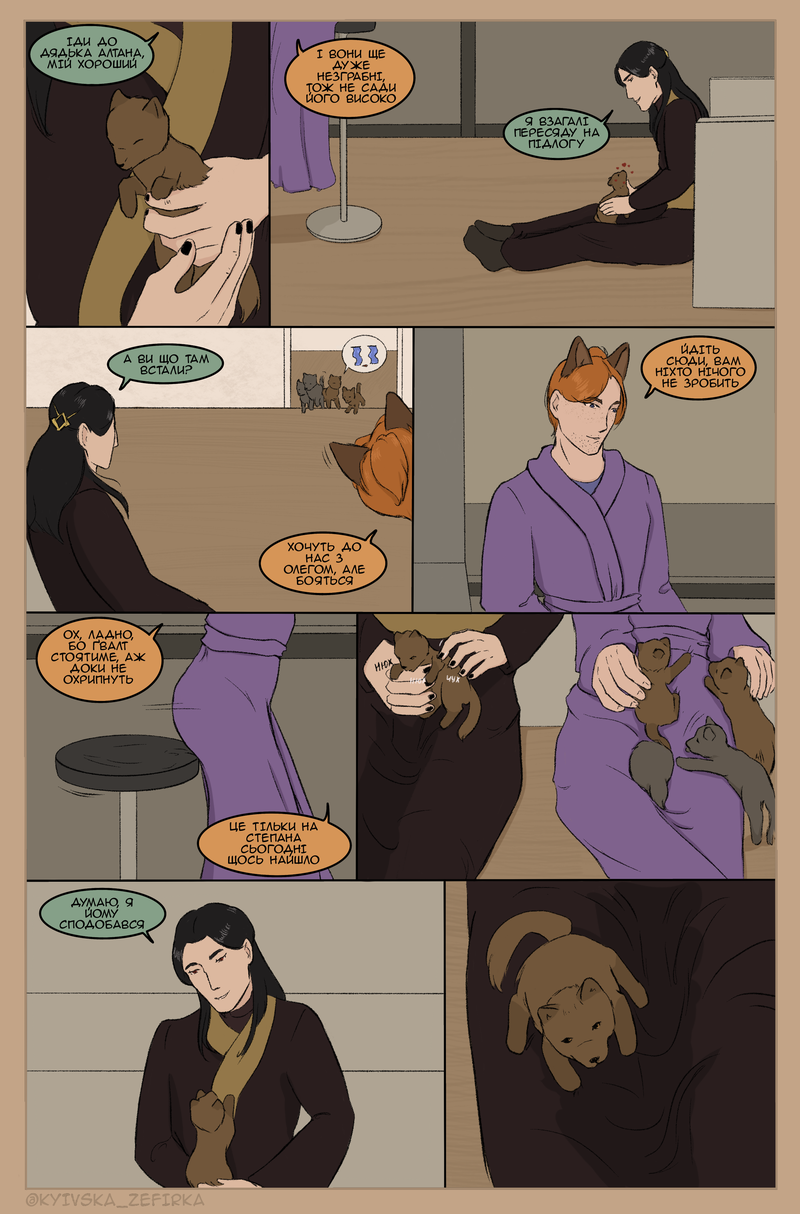 ІДИ ДО
ДЯДЬКА АЛТАНА,
МІЙ ХОРОШИЙ
І ВОНИ ЩЕ
ДУЖЕ
НЕЗГРАБНІ,
ТОЖ НЕ САДИ
ЙОГО ВИСОКО
Я ВЗАГАЛІ
ПЕРЕСЯДУ НА
ПІДЛОГУ
А ВИ ЩО ТАМ
ВСТАЛИ?
ХОЧУТЬ ДО
НАС З
ОЛЕГОМ, АЛЕ
БОЯТЬСЯ
ЙДІТЬ
СЮДИ, ВАМ
НІХТО НІЧОГО
НЕ ЗРОБИТЬ
ОХ, ЛАДНО,
БО ҐВАЛТ
СТОЯТИМЕ, АЖ
ДОКИ НЕ
ОХРИПНУТЬ
ЦЕ ТІЛЬКИ НА
СТЕПАНА
СЬОГОДНІ
ЩОСЬ НАЙШЛО
НЮХ
ЧУХ
ДУМАЮ, Я
ЙОМУ
СПОДОБАВСЯ
@KYIVSKA_ZEFIRKA